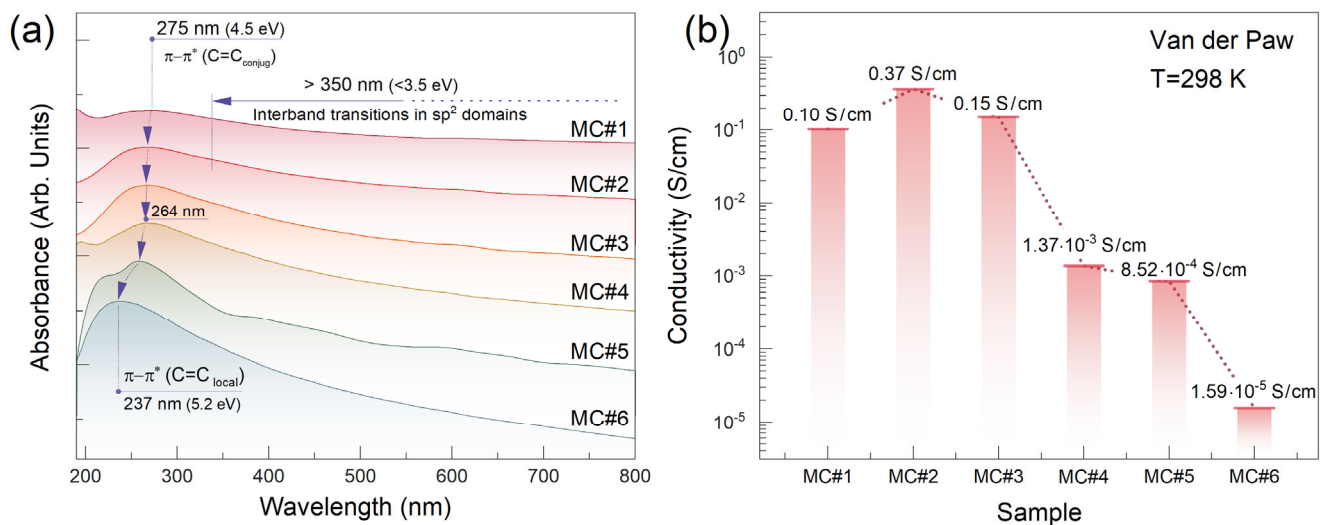 (a)
275 nm (4.5 eV)
π−π* (C=C conjug)
> 350 nm (<3.5 eV)
Interband transitions in sp² domains
MC#1
MC#2
264 nm
MC#3
MC#4
MC#5
π−π* (C=C local)
237 nm (5.2 eV)
MC#6
Absorbance (Arb. Units)
200 300 400 500 600 700 800
Wavelength (nm)
(b)
Van der Paw
T=298 K
0.10 S/cm
0.37 S/cm
0.15 S/cm
1.37·10⁻³ S/cm
8.52·10⁻⁴ S/cm
1.59·10⁻⁵ S/cm
Conductivity (S/cm)
10⁰
10⁻¹
10⁻²
10⁻³
10⁻⁴
10⁻⁵
MC#1 MC#2 MC#3 MC#4 MC#5 MC#6
Sample